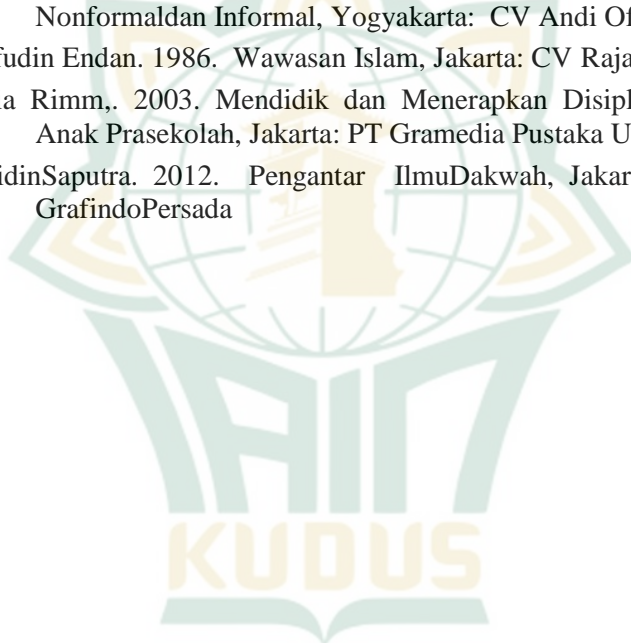 Nonformaldan Informal, Yogyakarta: CV Andi Of
fudin Endan. 1986. Wawasan Islam, Jakarta: CV Raja
a Rimm,. 2003. Mendidik dan Menerapkan Disipl
Anak Prasekolah, Jakarta: PT Gramedia Pustaka U
idinSaputra. 2012. Pengantar IlmuDakwah, Jakar
GrafindoPersada
IAIN
KUDUS